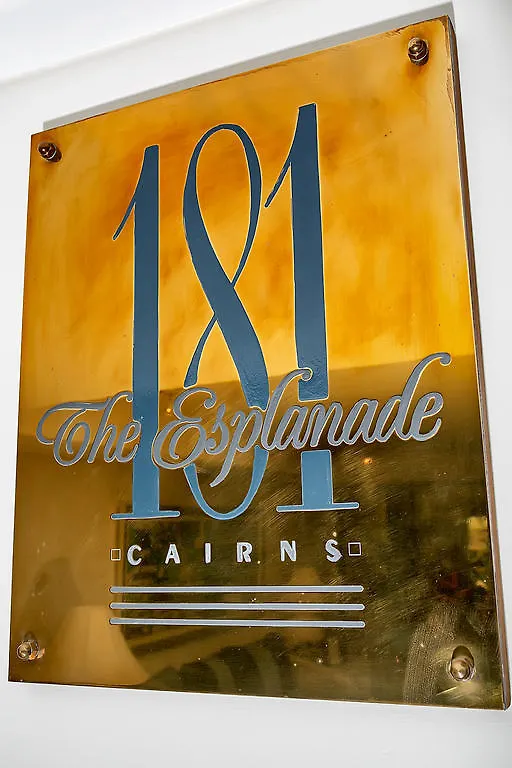 181
The Esplanade
CAIRNS